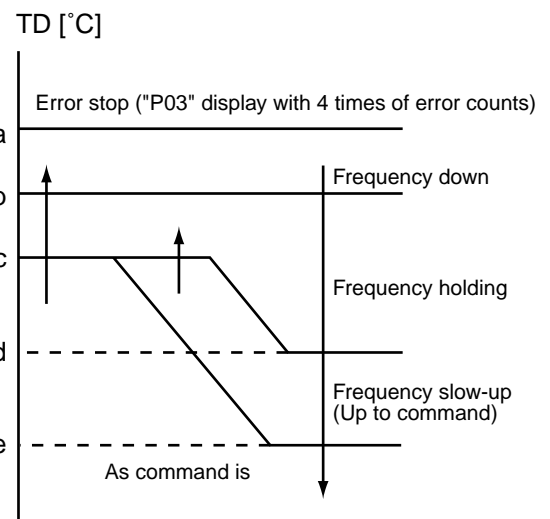 TD [˚C]
Error stop ("P03" display with 4 times of error counts)
a
Frequency down
b
c
Frequency holding
d
Frequency slow-up
(Up to command)
e
As command is